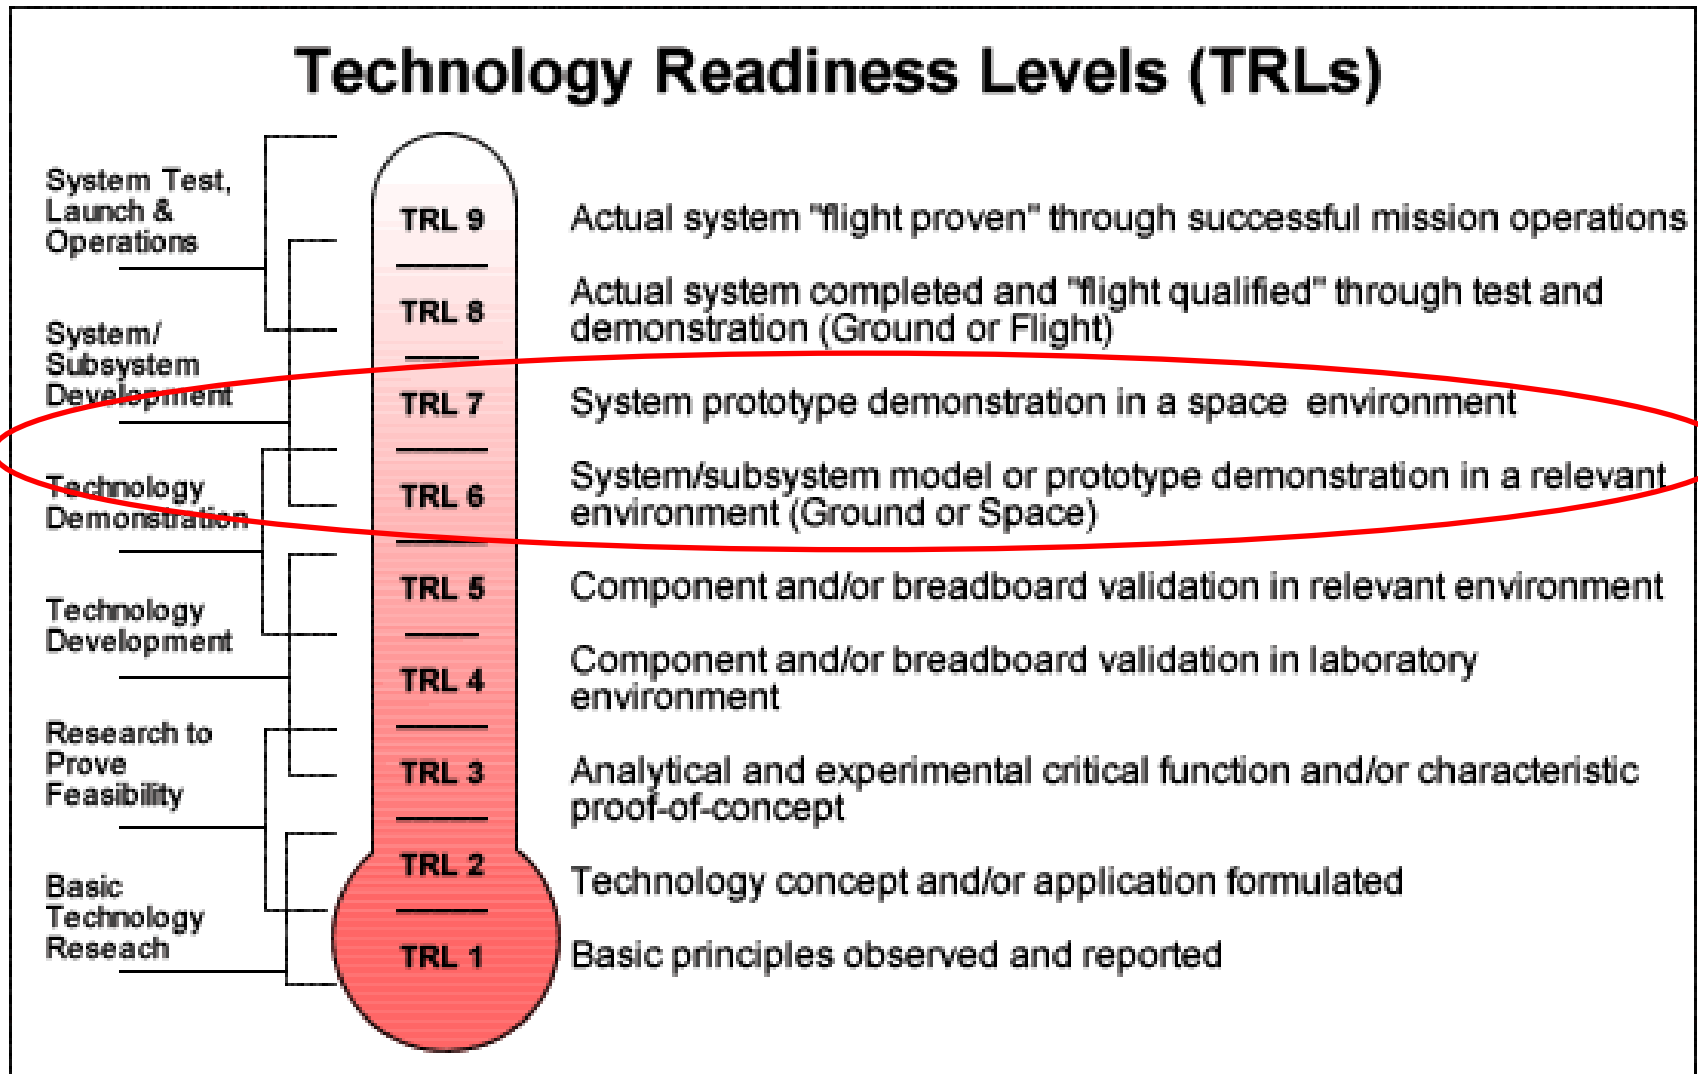 Technology Readiness Levels (TRLs)
System Test,
Launch &
Operations
System/
Subsystem
Development
Technology
Demonstration
Technology
Development
Research to
Prove
Feasibility
Basic
Technology
Reseach
TRL 9
Actual system "flight proven" through successful mission operations
TRL 8
Actual system completed and "flight qualified" through test and
demonstration (Ground or Flight)
TRL 7
System prototype demonstration in a space environment
TRL 6
System/subsystem model or prototype demonstration in a relevant
environment (Ground or Space)
TRL 5
Component and/or breadboard validation in relevant environment
TRL 4
Component and/or breadboard validation in laboratory
environment
TRL 3
Analytical and experimental critical function and/or characteristic
proof-of-concept
TRL 2
Technology concept and/or application formulated
TRL 1
Basic principles observed and reported